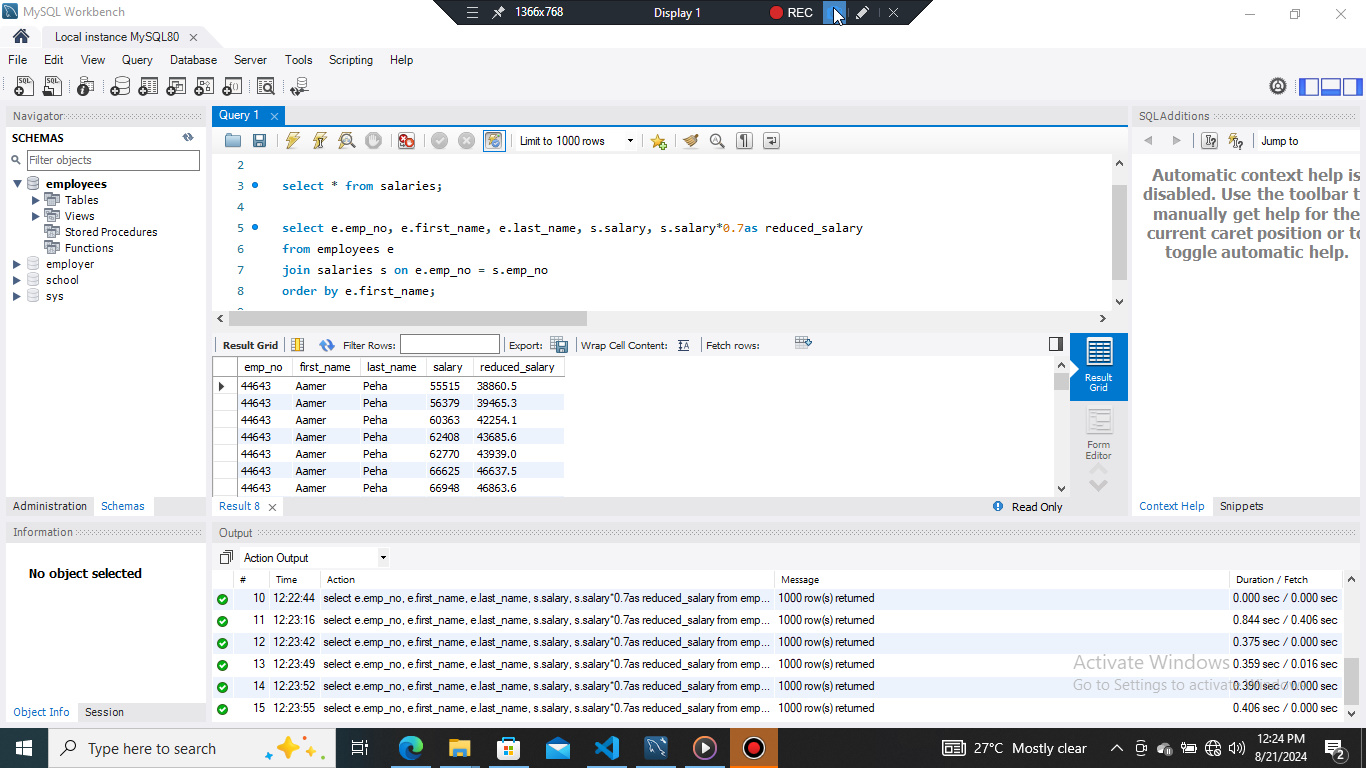 MySQL Workbench
1366x768 Display 1 REC
Local instance MySQL80
File Edit View Query Database Server Tools Scripting Help
Navigator
SCHEMAS
Filter objects
employees
Tables
Views
Stored Procedures
Functions
employer
school
sys
Administration Schemas
Information
No object selected
Object Info Session
Query 1
Limit to 1000 rows
2
3 select * from salaries;
4
5 select e.emp_no, e.first_name, e.last_name, s.salary, s.salary*0.7as reduced_salary
6 from employees e
7 join salaries s on e.emp_no = s.emp_no
8 order by e.first_name;
Result Grid Filter Rows: Export: Wrap Cell Content: Fetch rows:
emp_no first_name last_name salary reduced_salary
44643 Aamer Peha 55515 38860.5
44643 Aamer Peha 56379 39465.3
44643 Aamer Peha 60363 42254.1
44643 Aamer Peha 62408 43685.6
44643 Aamer Peha 62770 43939.0
44643 Aamer Peha 66625 46637.5
44643 Aamer Peha 66948 46863.6
Result
Grid
Form
Editor
Result 8 Read Only
SQLAdditions
Jump to
Automatic context help is
disabled. Use the toolbar t
manually get help for the
current caret position or to
toggle automatic help.
Context Help Snippets
Output
Action Output
# Time Action Message Duration / Fetch
10 12:22:44 select e.emp_no, e.first_name, e.last_name, s.salary, s.salary*0.7as reduced_salary from emp... 1000 row(s) returned 0.000 sec / 0.000 sec
11 12:23:16 select e.emp_no, e.first_name, e.last_name, s.salary, s.salary*0.7as reduced_salary from emp... 1000 row(s) returned 0.844 sec / 0.406 sec
12 12:23:42 select e.emp_no, e.first_name, e.last_name, s.salary, s.salary*0.7as reduced_salary from emp... 1000 row(s) returned 0.375 sec / 0.000 sec
13 12:23:49 select e.emp_no, e.first_name, e.last_name, s.salary, s.salary*0.7as reduced_salary from emp... 1000 row(s) returned 0.359 sec / 0.016 sec
14 12:23:52 select e.emp_no, e.first_name, e.last_name, s.salary, s.salary*0.7as reduced_salary from emp... 1000 row(s) returned 0.390 sec / 0.000 sec
15 12:23:55 select e.emp_no, e.first_name, e.last_name, s.salary, s.salary*0.7as reduced_salary from emp... 1000 row(s) returned 0.406 sec / 0.000 sec
Activate Windows
Go to Settings to activate Windows.
Type here to search
27°C Mostly clear
12:24 PM
8/21/2024
2